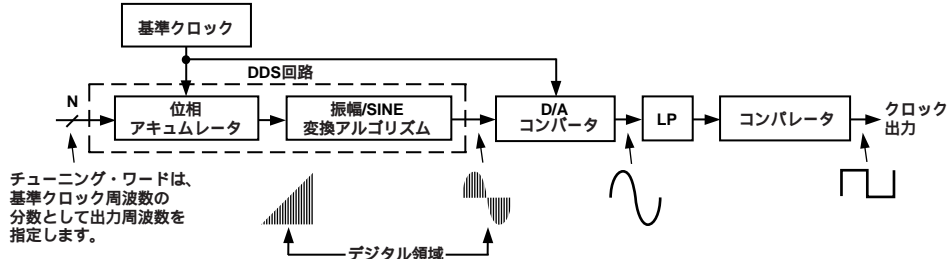 基準クロック
DDS回路
N
位相
アキュムレータ
振幅/SINE
変換アルゴリズム
D/A
コンバータ
LP
コンパレータ
クロック
出力
チューニング・ワードは、
基準クロック周波数の
分数として出力周波数を
指定します。
デジタル領域